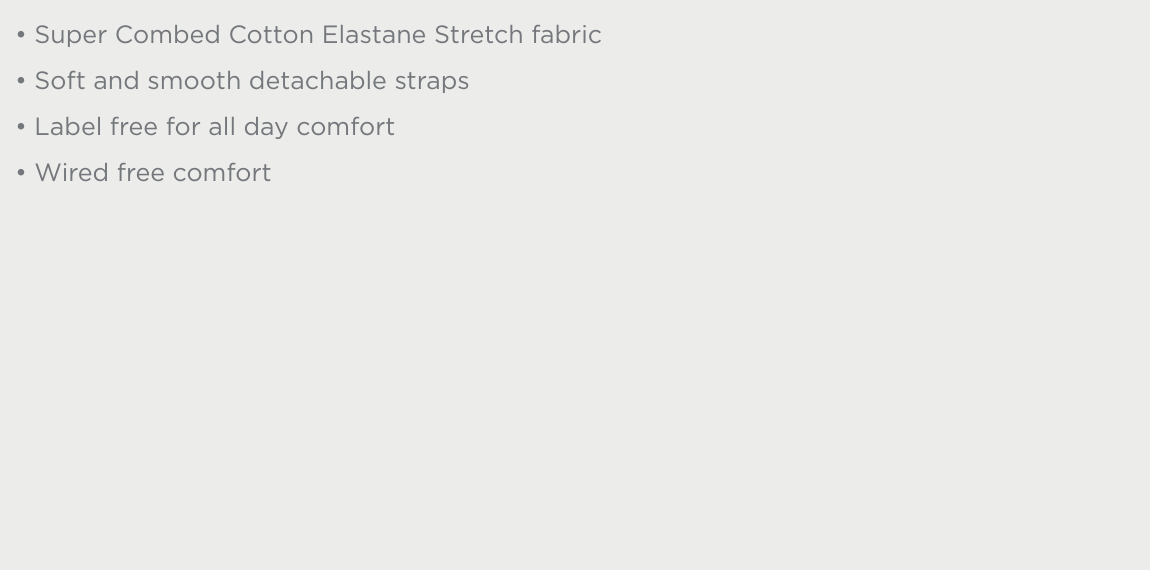 • Super Combed Cotton Elastane Stretch fabric
• Soft and smooth detachable straps
• Label free for all day comfort
• Wired free comfort